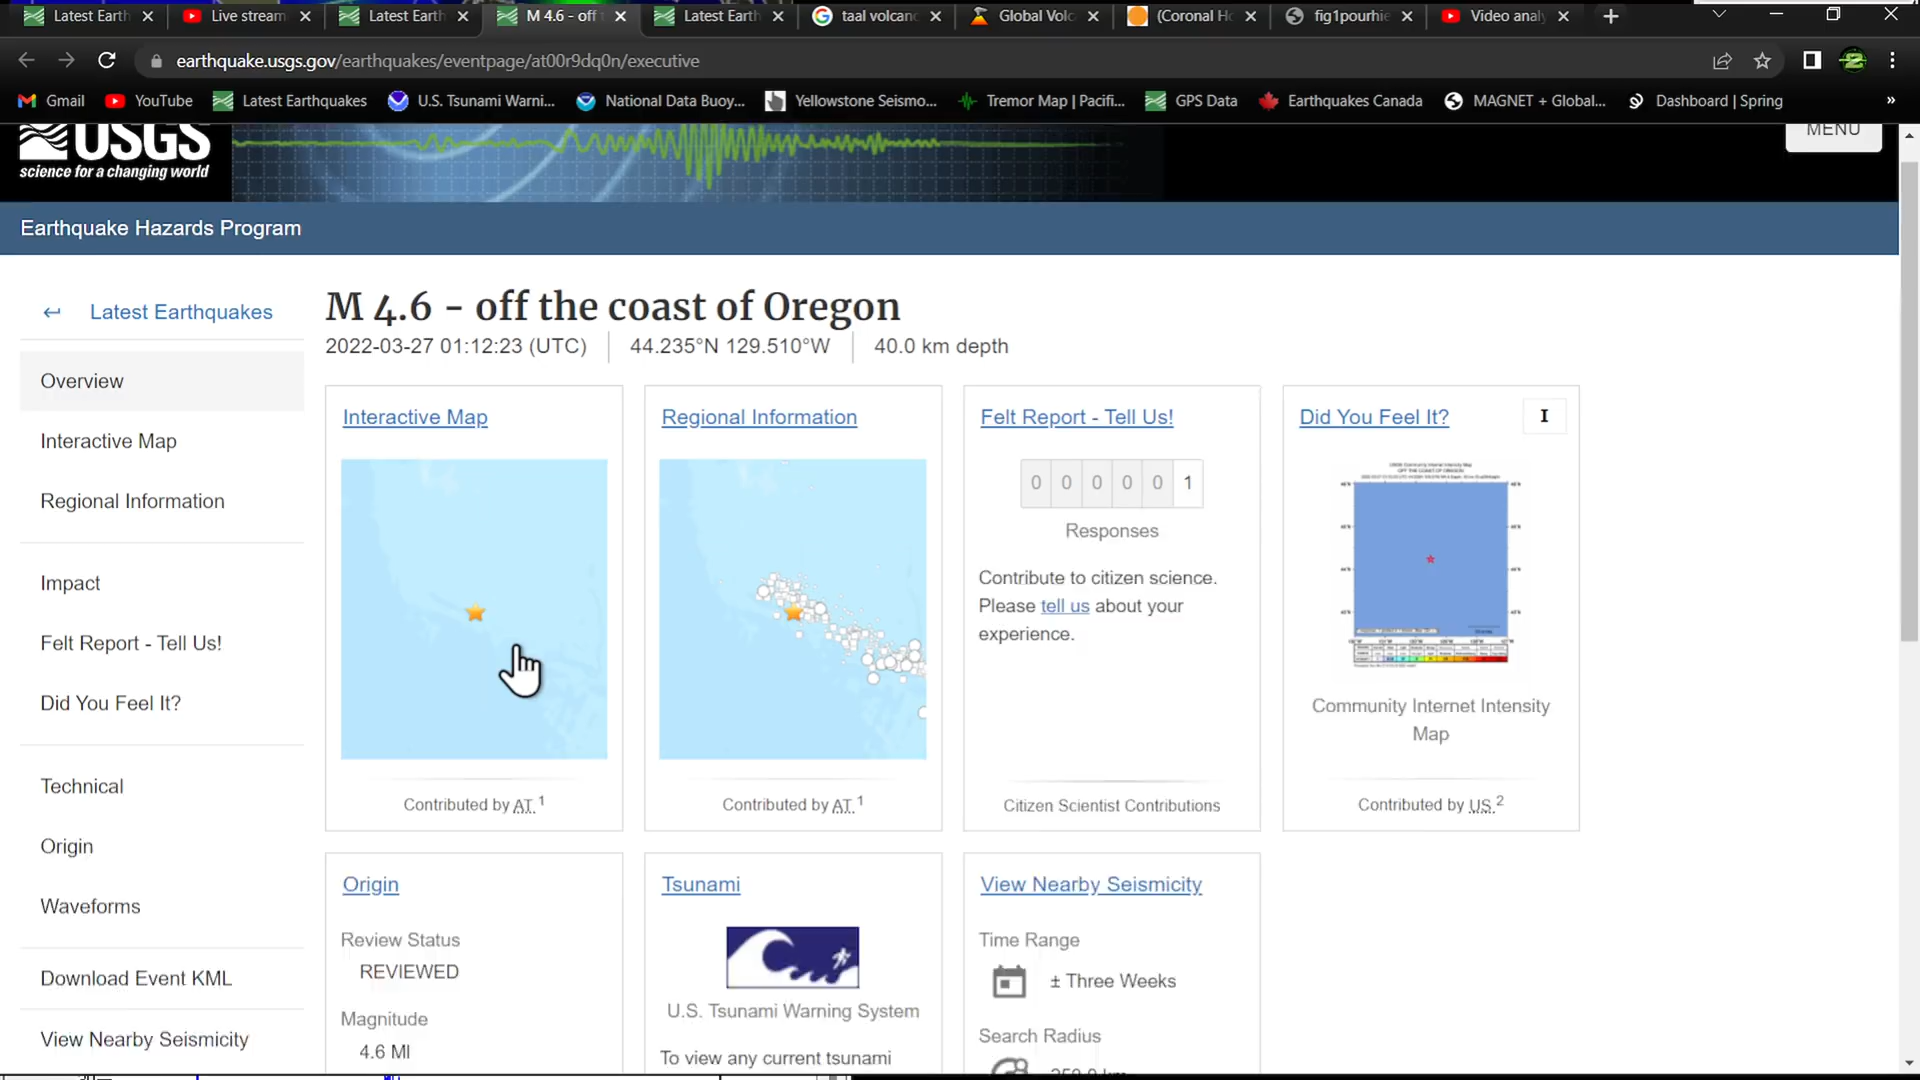 Latest Earth
Live stream
Latest Earth
M 4.6 - off t
Latest Earth
taal volcano
Global Volc
(Coronal Ho
fig1pourhie
Video anal
earthquake.usgs.gov/earthquakes/eventpage/at00r9dq0n/executive
Gmail
YouTube
Latest Earthquakes
U.S. Tsunami Warni...
National Data Buoy...
Yellowstone Seismo...
Tremor Map | Pacifi...
GPS Data
Earthquakes Canada
MAGNET + Global...
Dashboard | Spring
»
USGS
science for a changing world
MENU
Earthquake Hazards Program
Latest Earthquakes
Overview
Interactive Map
Regional Information
Impact
Felt Report - Tell Us!
Did You Feel It?
Technical
Origin
Waveforms
Download Event KML
View Nearby Seismicity
M 4.6 - off the coast of Oregon
2022-03-27 01:12:23 (UTC)
44.235°N 129.510°W
40.0 km depth
Interactive Map
Contributed by AT 1
Regional Information
Contributed by AT 1
Felt Report - Tell Us!
0 0 0 0 0 1
Responses
Contribute to citizen science.
Please tell us about your
experience.
Citizen Scientist Contributions
Did You Feel It?
I
Community Internet Intensity
Map
Contributed by US 2
Origin
Review Status
REVIEWED
Magnitude
4.6 Ml
Tsunami
U.S. Tsunami Warning System
To view any current tsunami
View Nearby Seismicity
Time Range
± Three Weeks
Search Radius